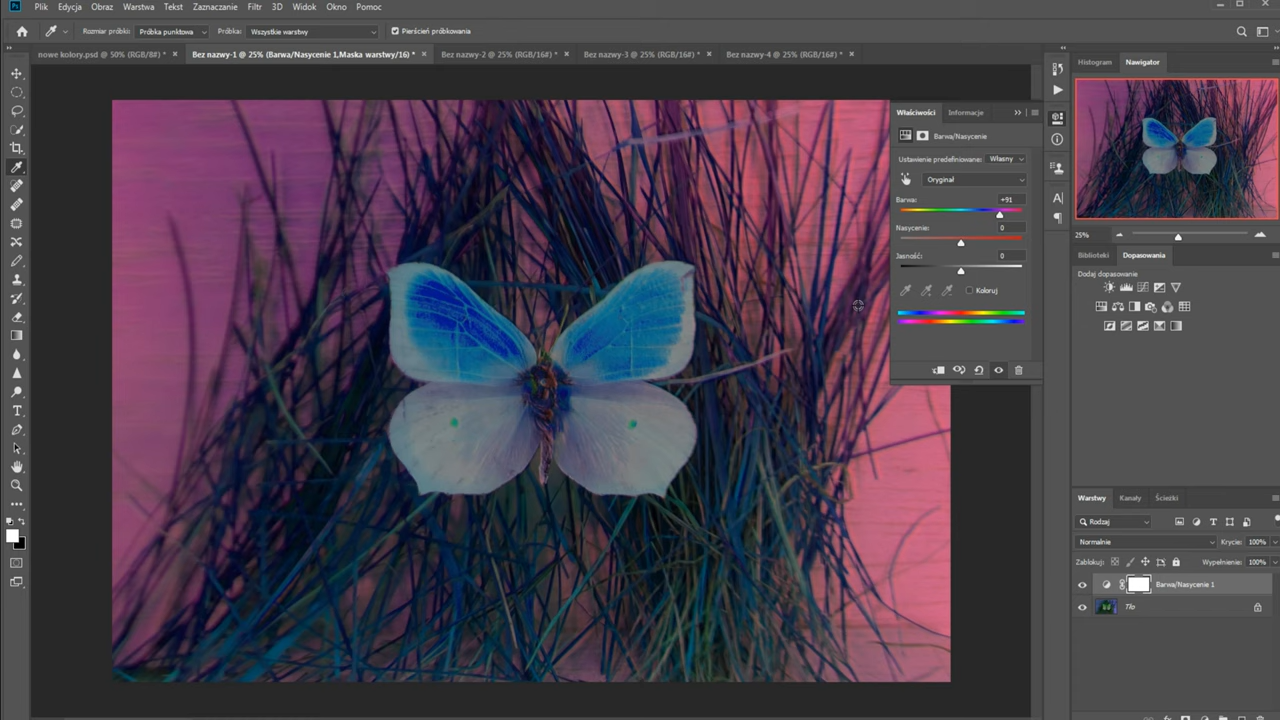 Ps Plik Edycja Obraz Warstwa Tekst Zaznaczanie Filtr 3D Widok Okno Pomoc
Rozmiar próbki: Próbka punktowa Próbka: Wszystkie warstwy Pierścień próbkowania
nowe kolory.psd @ 50% (RGB/8#) * × Bez nazwy-1 @ 25% (Barwa/Nasycenie 1,Maska warstwy/16) * × Bez nazwy-2 @ 25% (RGB/16#) * × Bez nazwy-3 @ 25% (RGB/16#) * × Bez nazwy-4 @ 25% (RGB/16#) * ×
Histogram Nawigator
Właściwości Informacje
Barwa/Nasycenie
Ustawienie predefiniowane: Własny
Oryginał
Barwa: +91
Nasycenie: 0
Jasność: 0
Koloruj
25%
Biblioteki Dopasowania
Dodaj dopasowanie
Warstwy Kanały Ścieżki
Rodzaj
Normalnie Krycie: 100%
Zablokuj: Wypełnienie: 100%
Barwa/Nasycenie 1
Tło